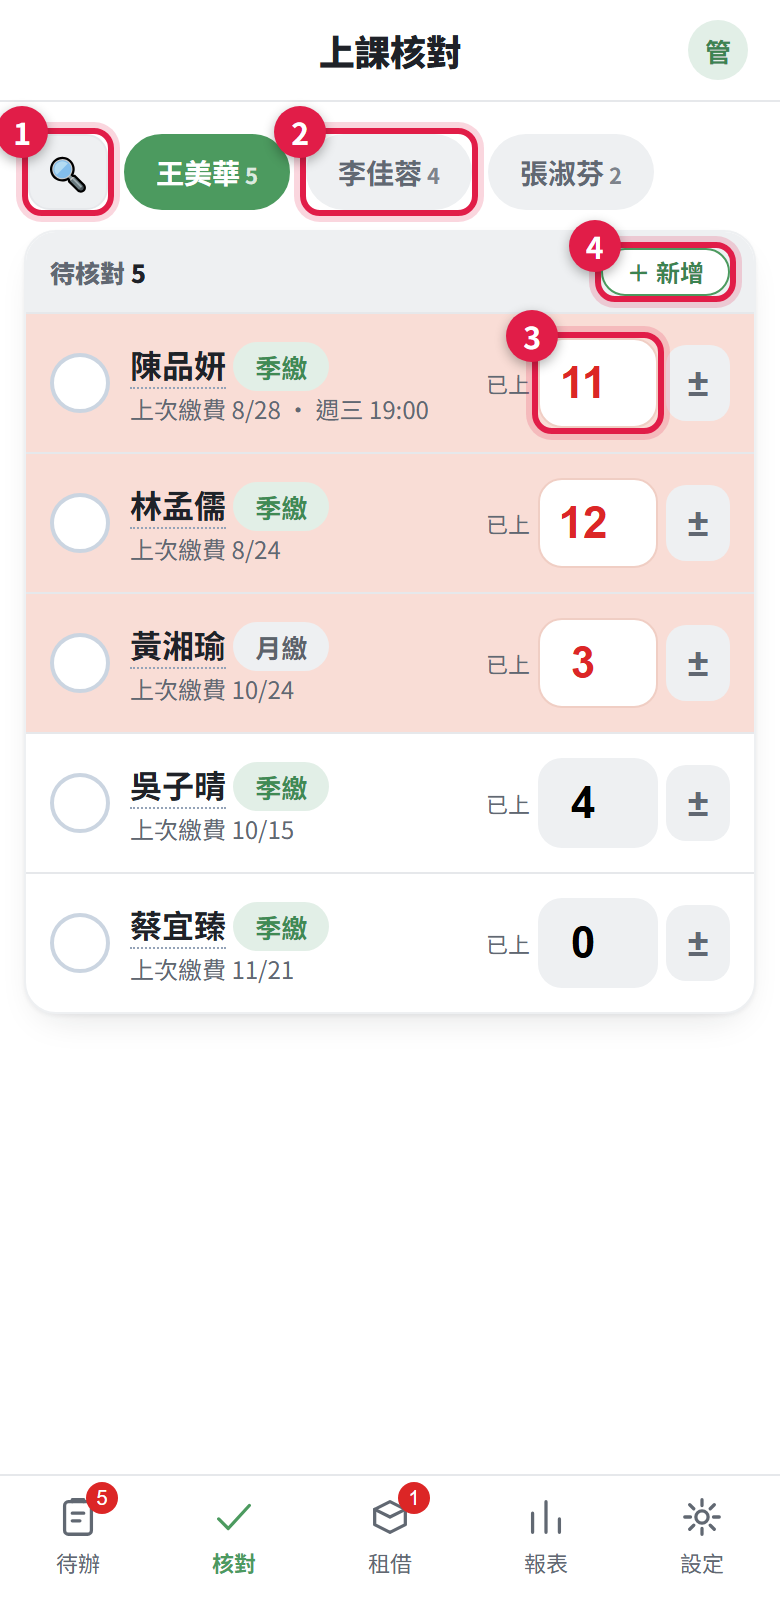 上課核對
管
1
2
王美華 5
李佳蓉 4
張淑芬 2
待核對 5
4
＋ 新增
3
陳品妍 季繳
上次繳費 8/28 · 週三 19:00
已上 11 ±
林孟儒 季繳
上次繳費 8/24
已上 12 ±
黃湘瑜 月繳
上次繳費 10/24
已上 3 ±
吳子晴 季繳
上次繳費 10/15
已上 4 ±
蔡宜臻 季繳
上次繳費 11/21
已上 0 ±
5
1
待辦
核對
租借
報表
設定